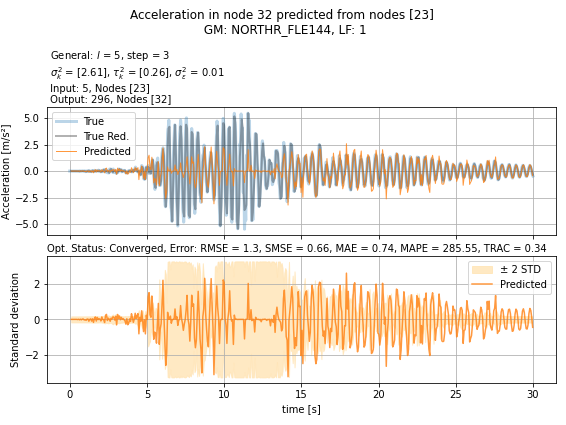 Acceleration in node 32 predicted from nodes [23]
GM: NORTHR_FLE144, LF: 1
General: l = 5, step = 3
σ²ₖ = [2.61], τ²ₖ = [0.26], σ²ε = 0.01
Input: 5, Nodes [23]
Output: 296, Nodes [32]
Acceleration [m/s²]
5.0
2.5
0.0
−2.5
−5.0
True
True Red.
Predicted
Opt. Status: Converged, Error: RMSE = 1.3, SMSE = 0.66, MAE = 0.74, MAPE = 285.55, TRAC = 0.34
Standard deviation
2
0
−2
± 2 STD
Predicted
0 5 10 15 20 25 30
time [s]